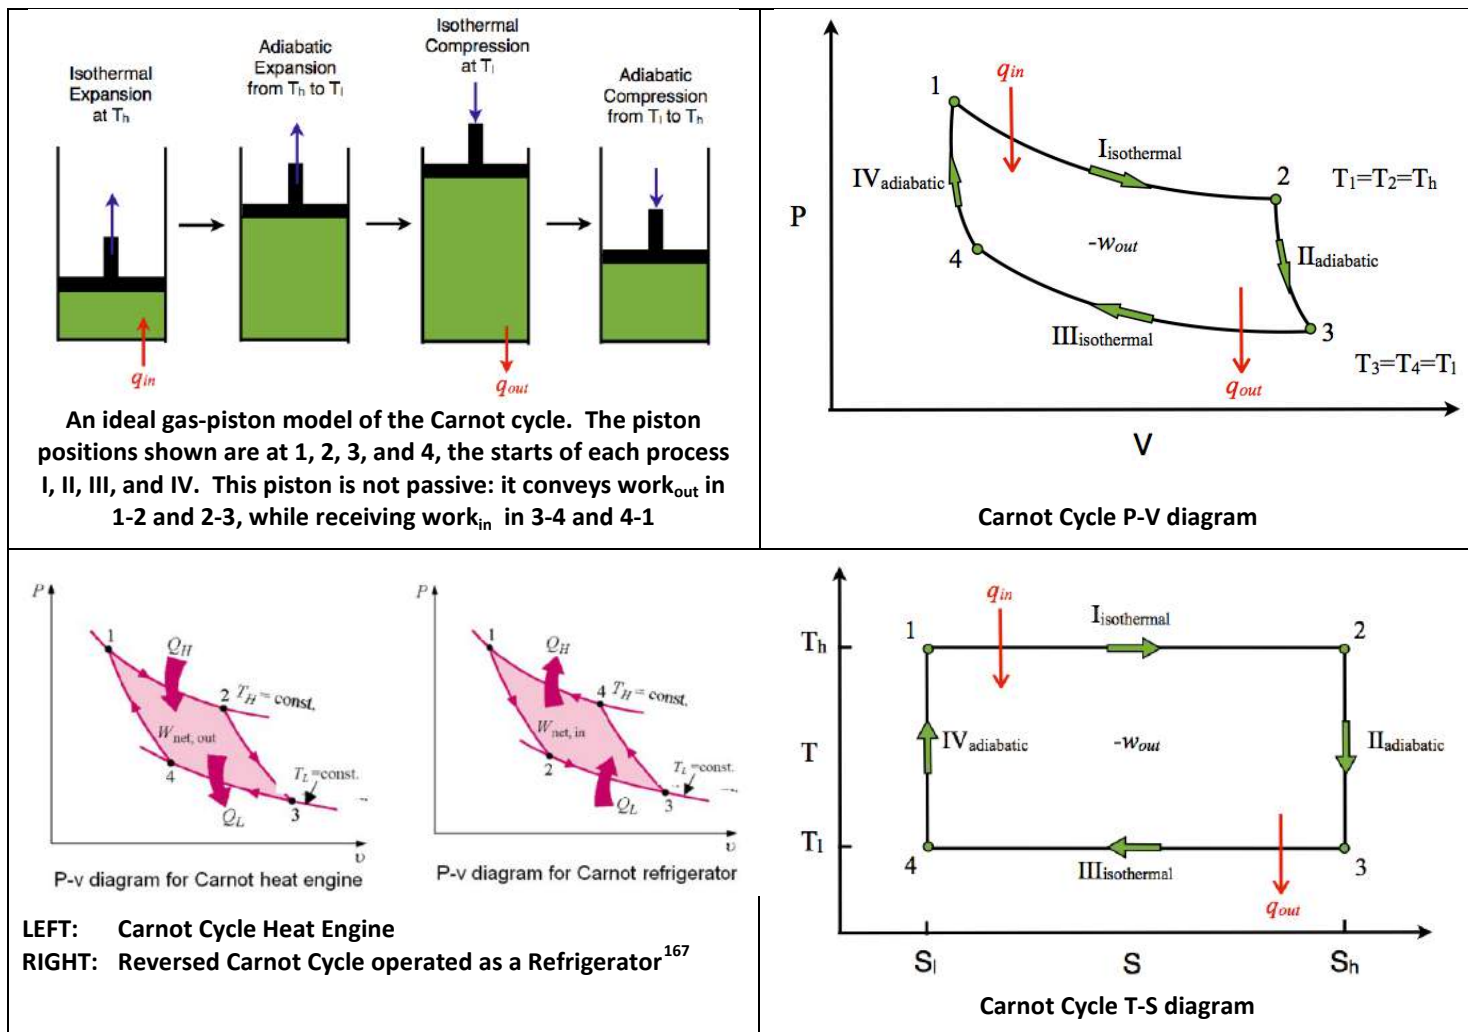 Isothermal
Expansion
at Th
Adiabatic
Expansion
from Th to Tl
Isothermal
Compression
at Tl
Adiabatic
Compression
from Tl to Th
qin
qout
An ideal gas-piston model of the Carnot cycle. The piston
positions shown are at 1, 2, 3, and 4, the starts of each process
I, II, III, and IV. This piston is not passive: it conveys workout in
1-2 and 2-3, while receiving workin in 3-4 and 4-1
P
1
qin
Iisothermal
2
T1=T2=Th
IVadiabatic
-wout
IIadiabatic
4
IIIisothermal
3
T3=T4=Tl
qout
V
Carnot Cycle P-V diagram
P
1
QH
2
TH = const.
Wnet, out
4
TL=const.
QL
3
υ
P-v diagram for Carnot heat engine
P
1
QH
4
TH = const.
Wnet, in
2
TL=const.
QL
3
υ
P-v diagram for Carnot refrigerator
LEFT: Carnot Cycle Heat Engine
RIGHT: Reversed Carnot Cycle operated as a Refrigerator167
qin
Iisothermal
Th
1
2
T
IVadiabatic
-wout
IIadiabatic
Tl
4
IIIisothermal
3
qout
Sl
S
Sh
Carnot Cycle T-S diagram